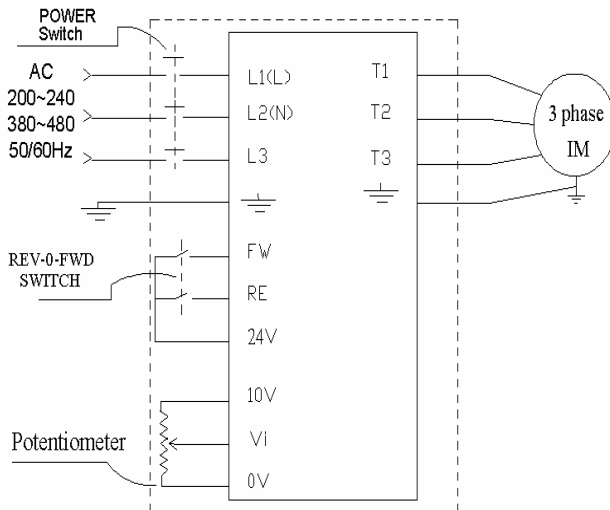 POWER
Switch
AC
200~240
380~480
50/60Hz
L1(L)
L2(N)
L3
T1
T2
T3
3 phase
IM
REV-0-FWD
SWITCH
FW
RE
24V
10V
VI
0V
Potentiometer